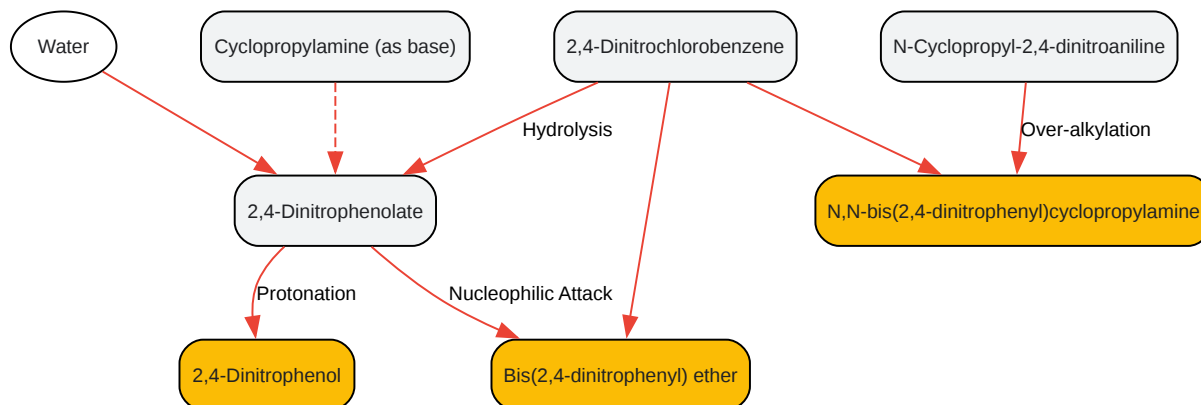 Water
Cyclopropylamine (as base)
2,4-Dinitrochlorobenzene
N-Cyclopropyl-2,4-dinitroaniline
Hydrolysis
Over-alkylation
2,4-Dinitrophenolate
N,N-bis(2,4-dinitrophenyl)cyclopropylamine
Protonation
Nucleophilic Attack
2,4-Dinitrophenol
Bis(2,4-dinitrophenyl) ether